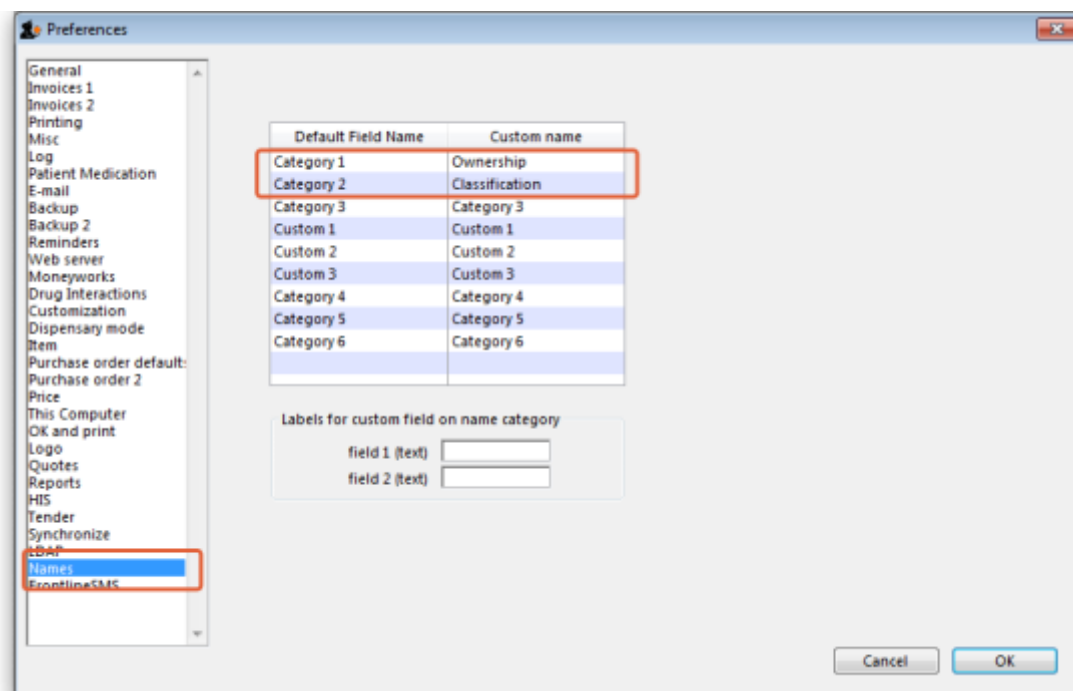 Preferences
General
Invoices 1
Invoices 2
Printing
Misc
Log
Patient Medication
E-mail
Backup
Backup 2
Reminders
Web server
Moneyworks
Drug Interactions
Customization
Dispensary mode
Item
Purchase order default:
Purchase order 2
Price
This Computer
OK and print
Logo
Quotes
Reports
HIS
Tender
Synchronize
LDAP
Names
FrontlineSMS
Default Field Name Custom name
Category 1 Ownership
Category 2 Classification
Category 3 Category 3
Custom 1 Custom 1
Custom 2 Custom 2
Custom 3 Custom 3
Category 4 Category 4
Category 5 Category 5
Category 6 Category 6
Labels for custom field on name category
field 1 (text)
field 2 (text)
Cancel OK